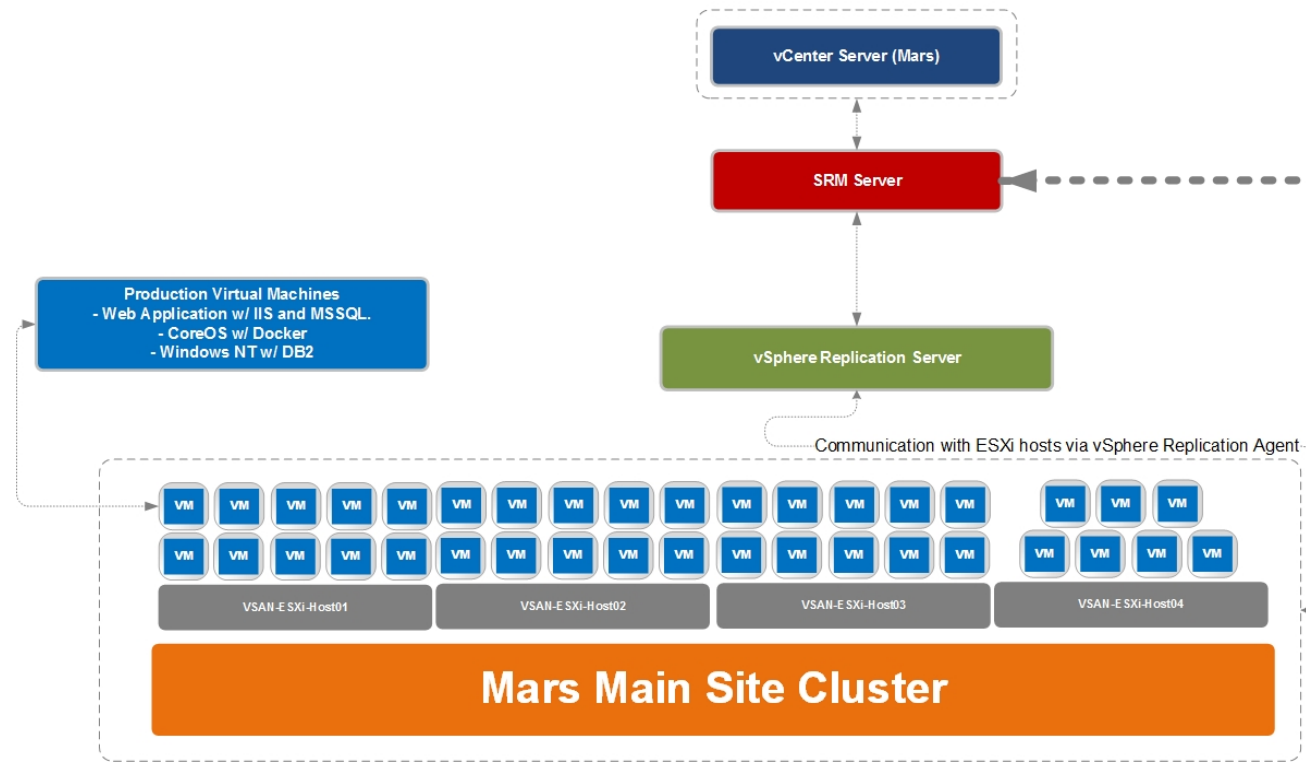 vCenter Server (Mars)
SRM Server
Production Virtual Machines
- Web Application w/ IIS and MSSQL.
- CoreOS w/ Docker
- Windows NT w/ DB2
vSphere Replication Server
Communication with ESXi hosts via vSphere Replication Agent
VM VM VM VM VM VM VM VM VM VM VM VM VM VM VM VM VM VM
VM VM VM VM VM VM VM VM VM VM VM VM VM VM VM VM VM VM VM
VSAN-ESXi-Host01 VSAN-ESXi-Host02 VSAN-ESXi-Host03 VSAN-ESXi-Host04
Mars Main Site Cluster